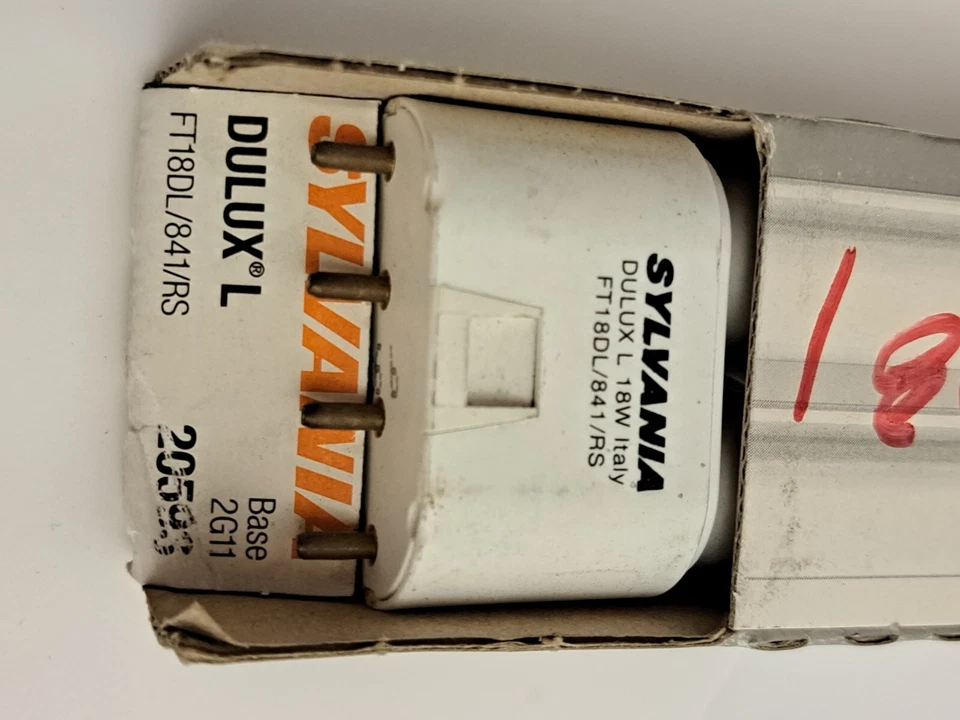 SYLVANIA
DULUX® L
FT18DL/841/RS
Base
2G11
SYLVANIA
DULUX L 18W Italy
FT18DL/841/RS